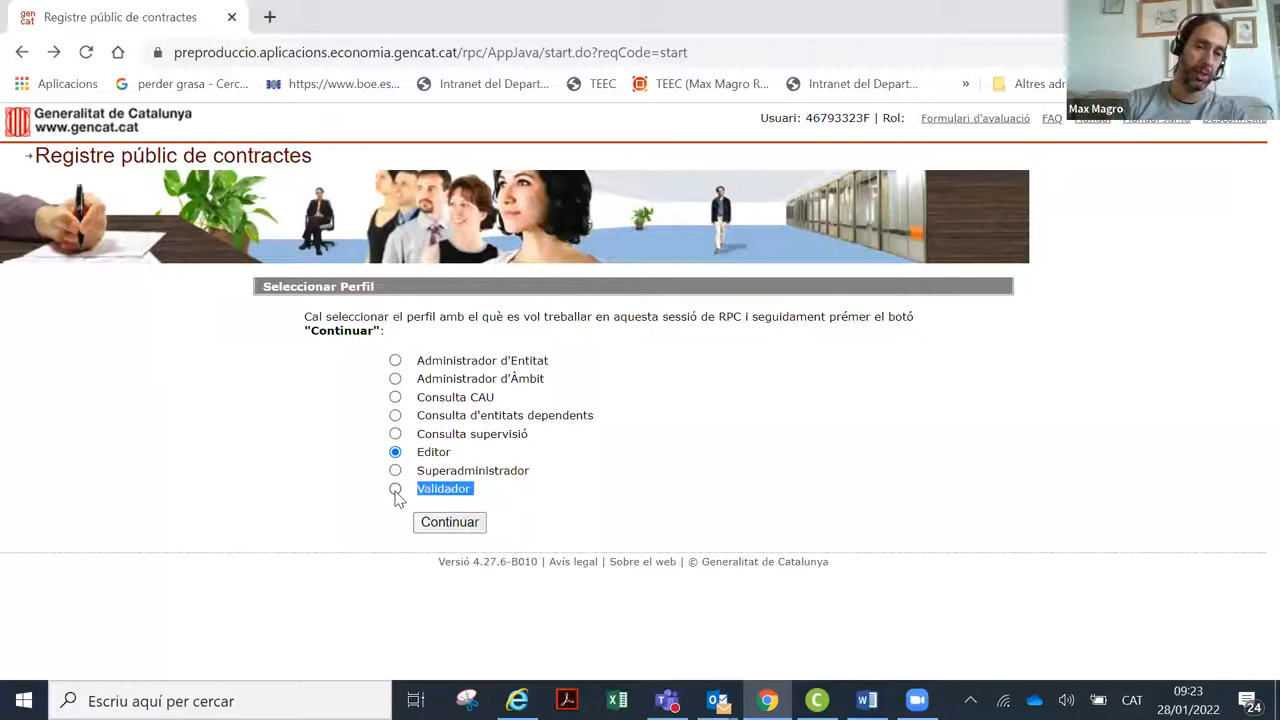 gen
cat
Registre públic de contractes
preproduccio.aplicacions.economia.gencat.cat/rpc/AppJava/start.do?reqCode=start
Aplicacions
perder grasa - Cerc...
https://www.boe.es...
Intranet del Depart...
TEEC
TEEC (Max Magro R...
Intranet del Depart...
»
Altres adr
Max Magro
Generalitat de Catalunya
www.gencat.cat
Usuari: 46793323F | Rol:
Formulari d'avaluació
FAQ
Registre públic de contractes
Seleccionar Perfil
Cal seleccionar el perfil amb el què es vol treballar en aquesta sessió de RPC i seguidament prémer el botó
"Continuar":
Administrador d'Entitat
Administrador d'Àmbit
Consulta CAU
Consulta d'entitats dependents
Consulta supervisió
Editor
Superadministrador
Validador
Continuar
Versió 4.27.6-B010 | Avís legal | Sobre el web | © Generalitat de Catalunya
Escriu aquí per cercar
CAT
09:23
28/01/2022
24